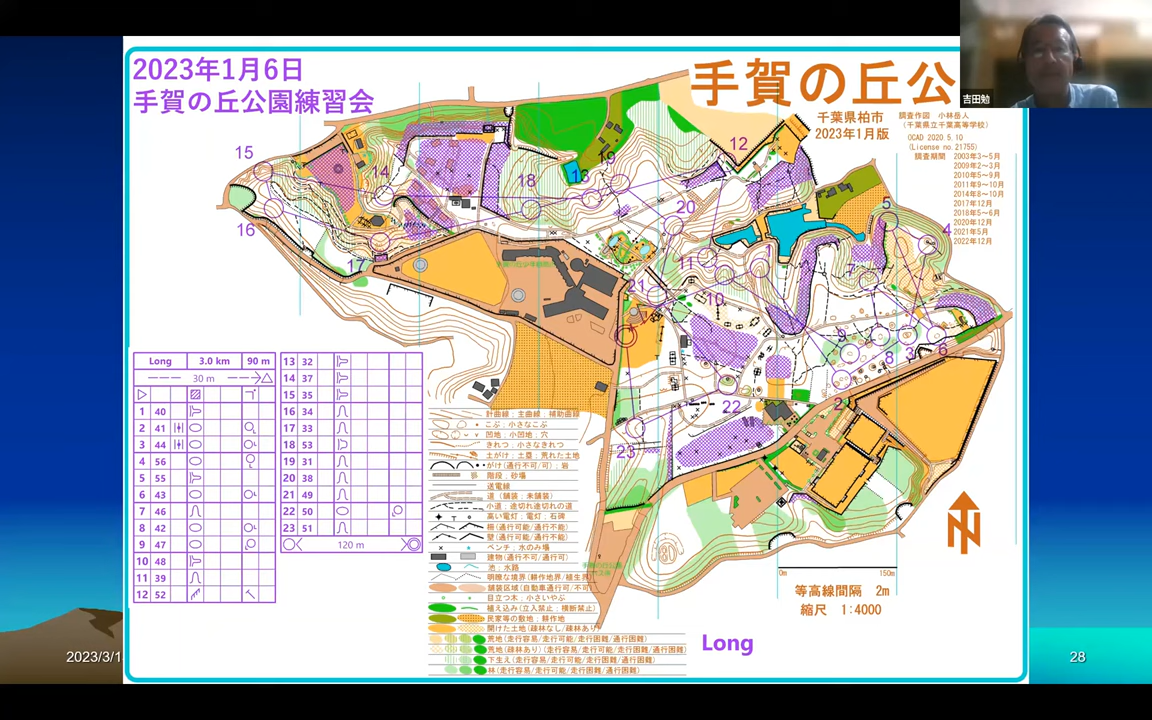 2023年1月6日
手賀の丘公園練習会
手賀の丘公
千葉県柏市
2023年1月版
調査作図 小林岳人
(千葉県立千葉高等学校)
OCAD 2020.5.10
(License no.21755)
調査期間 2003年3~5月
2009年2~3月
2010年5~9月
2011年9~10月
2014年8~10月
2017年12月
2018年5~6月
2020年12月
2021年5月
2022年12月
吉田勉
15
14
16
17
18
13
19
12
20
11
21
10
1
5
4
7
9
8
3
6
2
22
23
Long 3.0 km 90 m
30 m
1 40
2 41
3 44
4 56
5 55
6 43
7 46
8 42
9 47
10 48
11 39
12 52
13 32
14 37
15 35
16 34
17 33
18 53
19 31
20 38
21 49
22 50
23 51
120 m
計曲線;主曲線;補助曲線
こぶ;小さなこぶ
凹地;小凹地;穴
きれつ;小さなきれつ
土がけ;土塁;荒れた土地
がけ(通行不可/可);岩
階段,砂場
送電線
道(舗装;未舗装)
小道;途切れ途切れの道
高い電灯;電灯;石碑
柵(通行可能/通行不能)
壁(通行可能/通行不能)
ベンチ;水のみ場
建物(通行不可/通行可)
池;水路
明瞭な境界(耕作地界/植生界)
舗装区域(自動車通行可/不可)
目立つ木;小さいやぶ
植え込み(立入禁止;横断禁止)
民家等の敷地;耕作地
開けた土地(疎林なし/疎林あり)
荒地(走行容易/走行可能/走行困難/通行困難)
荒地(疎林あり)(走行容易/走行可能/走行困難/通行困難)
下生え(走行容易/走行可能/走行困難/通行困難)
林(走行容易/走行可能/走行困難/通行困難)
0m 150m
等高線間隔 2m
縮尺 1:4000
N
Long
2023/3/1
28